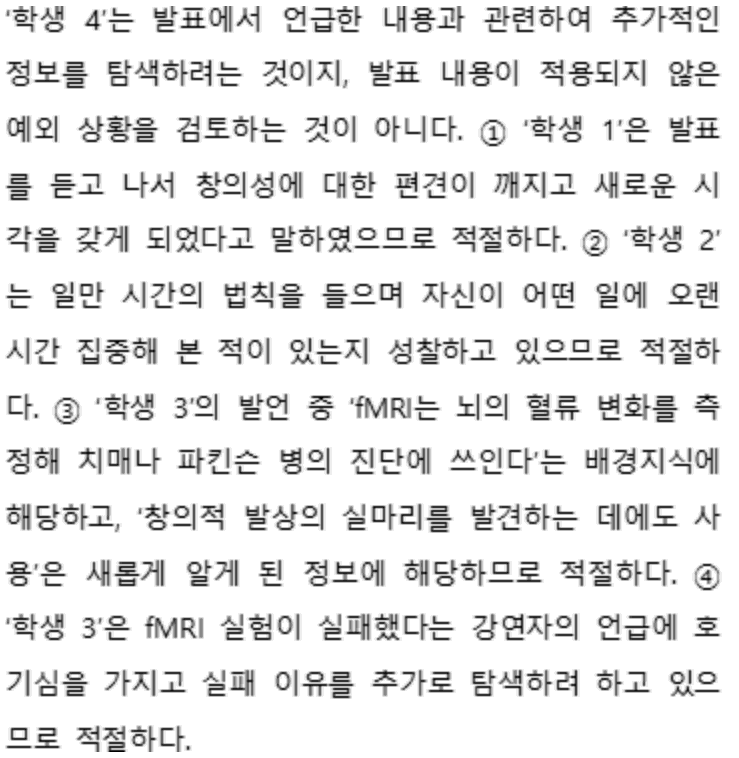 ‘학생 4’는 발표에서 언급한 내용과 관련하여 추가적인
정보를 탐색하려는 것이지, 발표 내용이 적용되지 않은
예외 상황을 검토하는 것이 아니다. ① ‘학생 1’은 발표
를 듣고 나서 창의성에 대한 편견이 깨지고 새로운 시
각을 갖게 되었다고 말하였으므로 적절하다. ② ‘학생 2’
는 일만 시간의 법칙을 들으며 자신이 어떤 일에 오랜
시간 집중해 본 적이 있는지 성찰하고 있으므로 적절하
다. ③ ‘학생 3’의 발언 중 ‘fMRI는 뇌의 혈류 변화를 측
정해 치매나 파킨슨 병의 진단에 쓰인다’는 배경지식에
해당하고, ‘창의적 발상의 실마리를 발견하는 데에도 사
용’은 새롭게 알게 된 정보에 해당하므로 적절하다. ④
‘학생 3’은 fMRI 실험이 실패했다는 강연자의 언급에 호
기심을 가지고 실패 이유를 추가로 탐색하려 하고 있으
므로 적절하다.